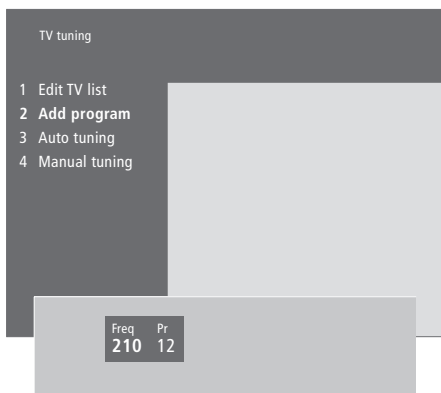 TV tuning
1 Edit TV list
2 Add program
3 Auto tuning
4 Manual tuning
Freq Pr
210 12